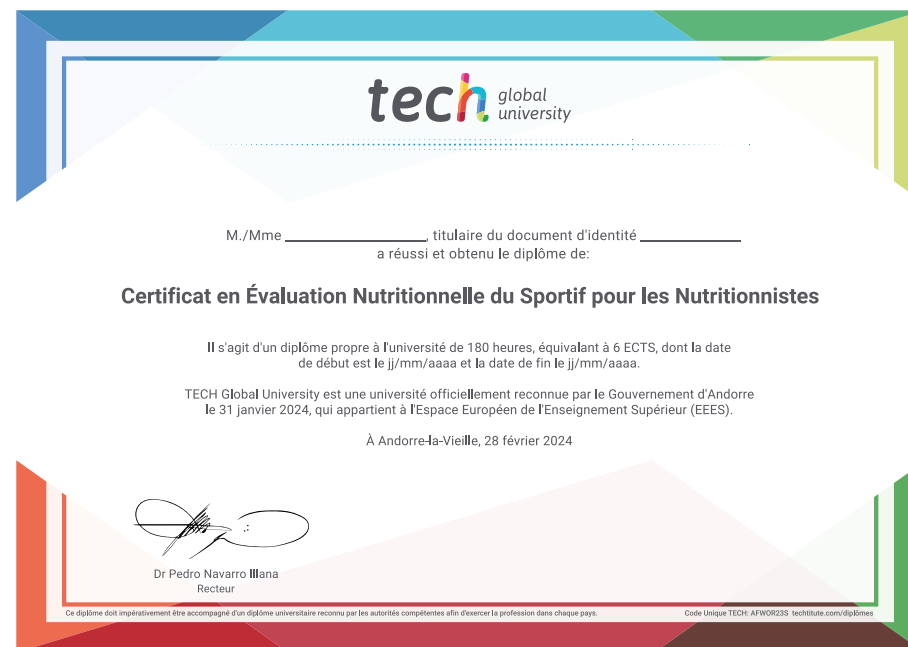 tech global university
M./Mme ____________________, titulaire du document d'identité ______________
a réussi et obtenu le diplôme de:
Certificat en Évaluation Nutritionnelle du Sportif pour les Nutritionnistes
Il s'agit d'un diplôme propre à l'université de 180 heures, équivalant à 6 ECTS, dont la date
de début est le jj/mm/aaaa et la date de fin le jj/mm/aaaa.
TECH Global University est une université officiellement reconnue par le Gouvernement d'Andorre
le 31 janvier 2024, qui appartient à l'Espace Européen de l'Enseignement Supérieur (EEES).
À Andorre-la-Vieille, 28 février 2024
Dr Pedro Navarro Illana
Recteur
Ce diplôme doit impérativement être accompagné d'un diplôme universitaire reconnu par les autorités compétentes afin d'exercer la profession dans chaque pays.
Code Unique TECH: AFWOR23S techtitute.com/diplômes